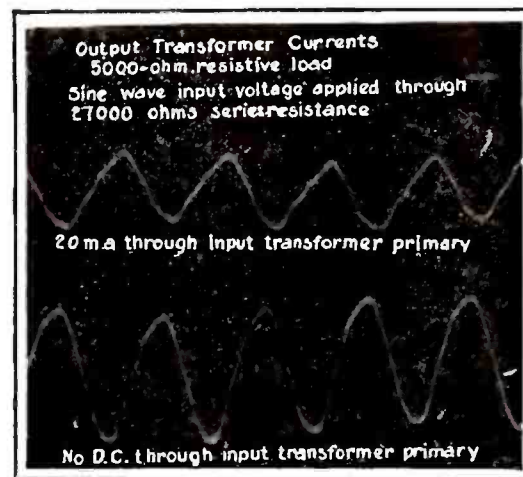 Output Transformer Currents
5000-ohm.resistive load
Sine wave input voltage applied through
27000 ohms series resistance
20 m.a through input transformer primary
No D.C. through input transformer primary